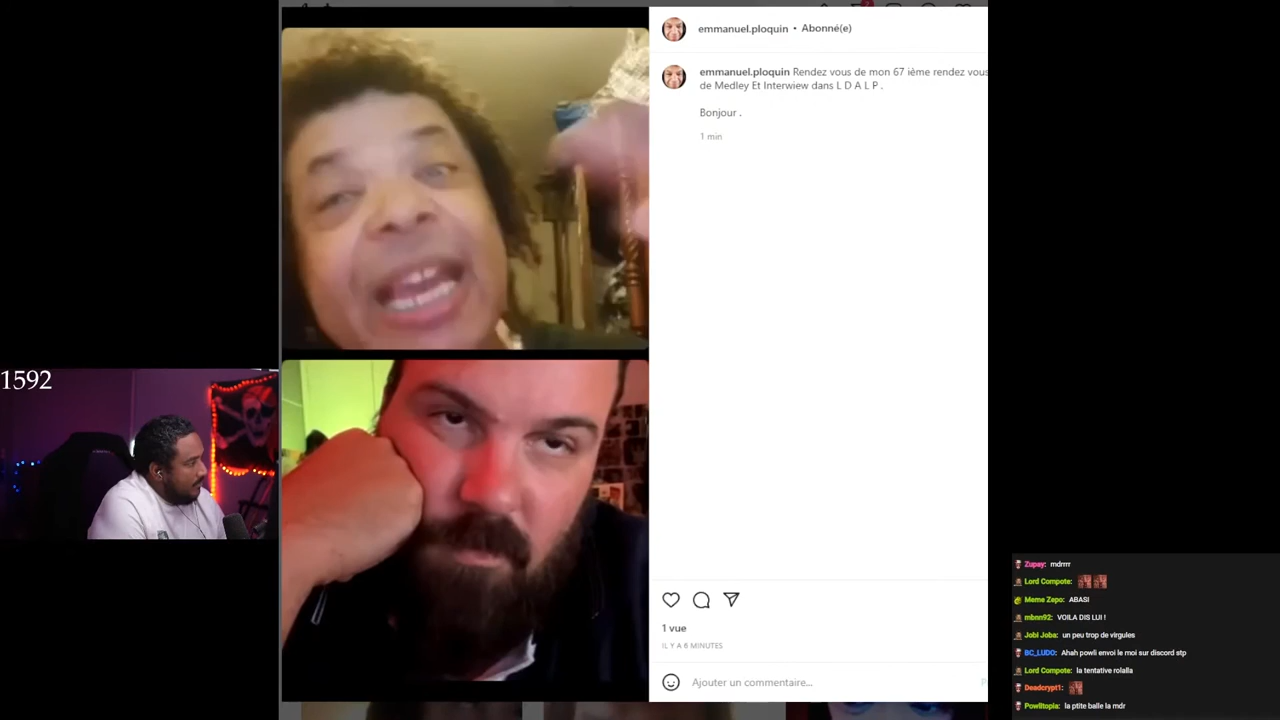 emmanuel.ploquin • Abonné(e)
emmanuel.ploquin Rendez vous de mon 67 ième rendez vous
de Medley Et Interwiew dans L D A L P .
Bonjour .
1 min
1592
1 vue
IL Y A 6 MINUTES
Ajouter un commentaire...
Zupay: mdrrrr
Lord Compote:
Meme Zepo: ABASI
mbnn92: VOILA DIS LUI !
Jobi Joba: un peu trop de virgules
BC_LUDO: Ahah powli envoi le moi sur discord stp
Lord Compote: la tentative rolalla
Deadcrypt1:
Powlitopia: la ptite balle la mdr